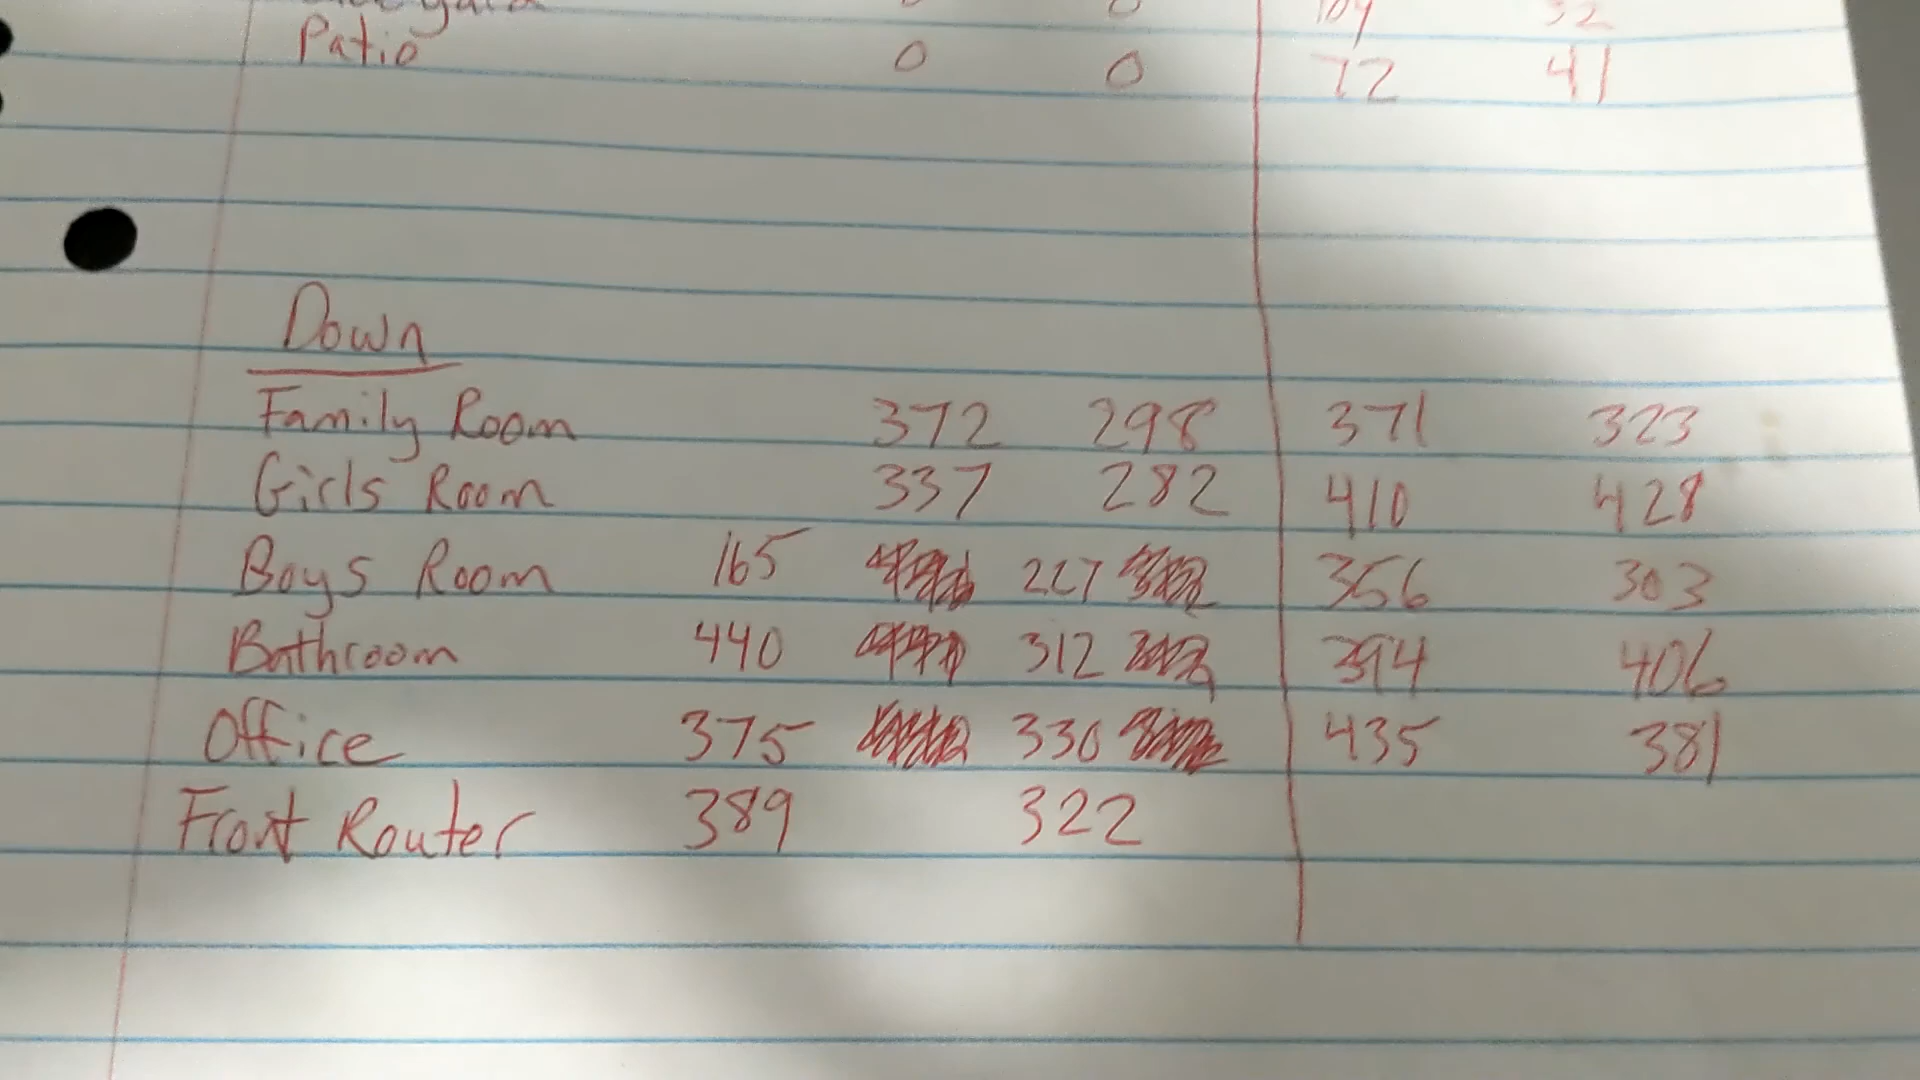 Patio 0 0 72 41
Down
Family Room 372 298 371 323
Girls Room 337 282 410 428
Boys Room 165 227 356 303
Bathroom 440 312 394 406
Office 375 330 435 381
Front Router 389 322